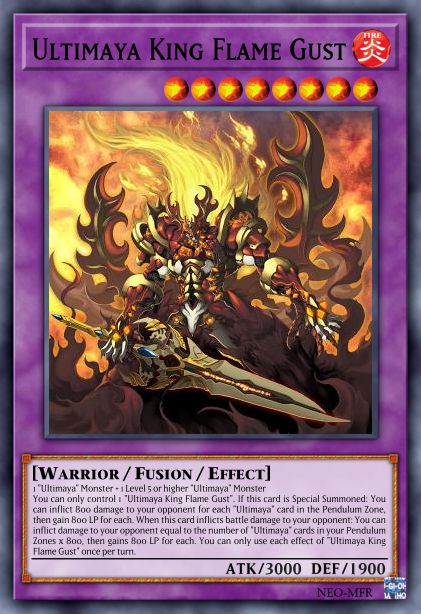 Ultimaya King Flame Gust
FIRE
炎
[Warrior / Fusion / Effect]
1 "Ultimaya" Monster + 1 Level 5 or higher "Ultimaya" Monster
You can only control 1 "Ultimaya King Flame Gust". If this card is Special Summoned: You
can inflict 800 damage to your opponent for each "Ultimaya" card in the Pendulum Zone,
then gain 800 LP for each. When this card inflicts battle damage to your opponent: You can
inflict damage to your opponent equal to the number of "Ultimaya" cards in your Pendulum
Zones x 800, then gains 800 LP for each. You can only use each effect of "Ultimaya King
Flame Gust" once per turn.
ATK/3000 DEF/1900
NEO-MFR